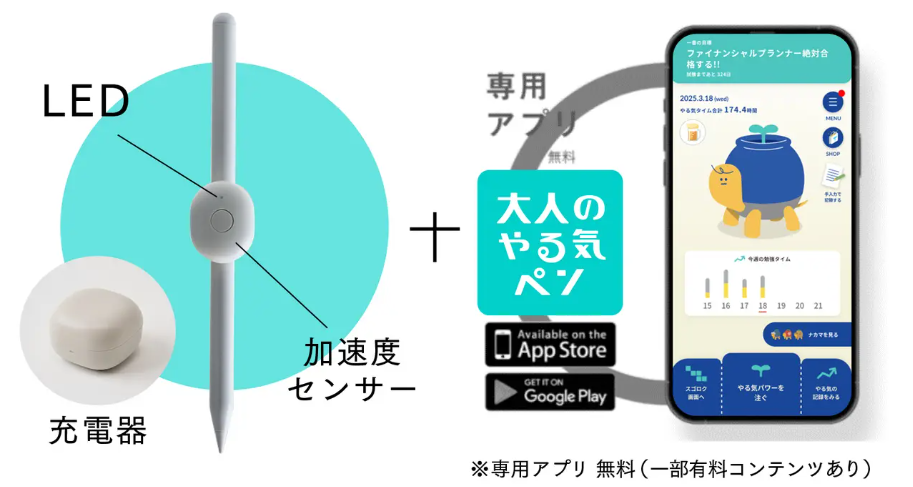 LED
加速度
センサー
充電器
専用
アプリ
無料
大人の
やる気
ペン
Available on the
App Store
GET IT ON
Google Play
一番の目標
ファイナンシャルプランナー絶対合
格する!!
試験まであと 124日
2025.3.18 (wed)
やる気タイム合計 174.4時間
MENU
SHOP
手入力で
記録する
今週の勉強タイム
15 16 17 18 19 20 21
ナカマを見る
スゴロク
画面へ
やる気パワーを
注ぐ
やる気の
記録をみる
※専用アプリ 無料（一部有料コンテンツあり）